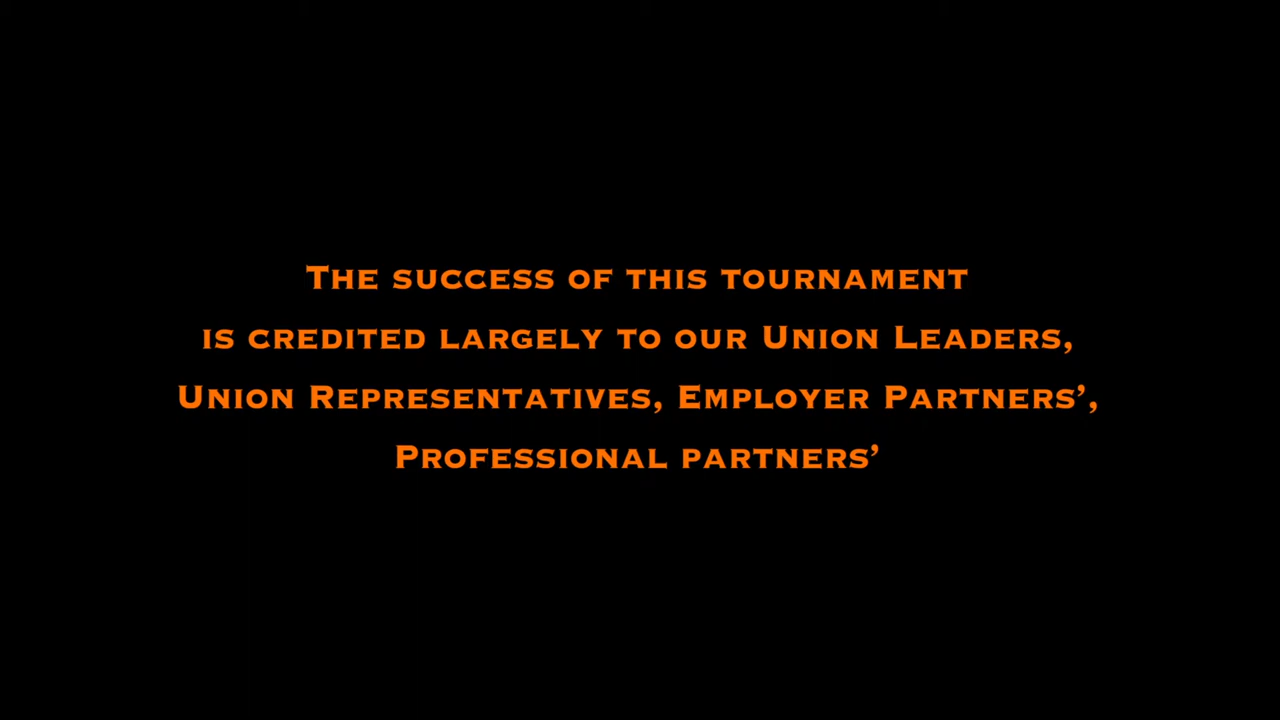 The success of this tournament
is credited largely to our Union Leaders,
Union Representatives, Employer Partners’,
Professional partners’